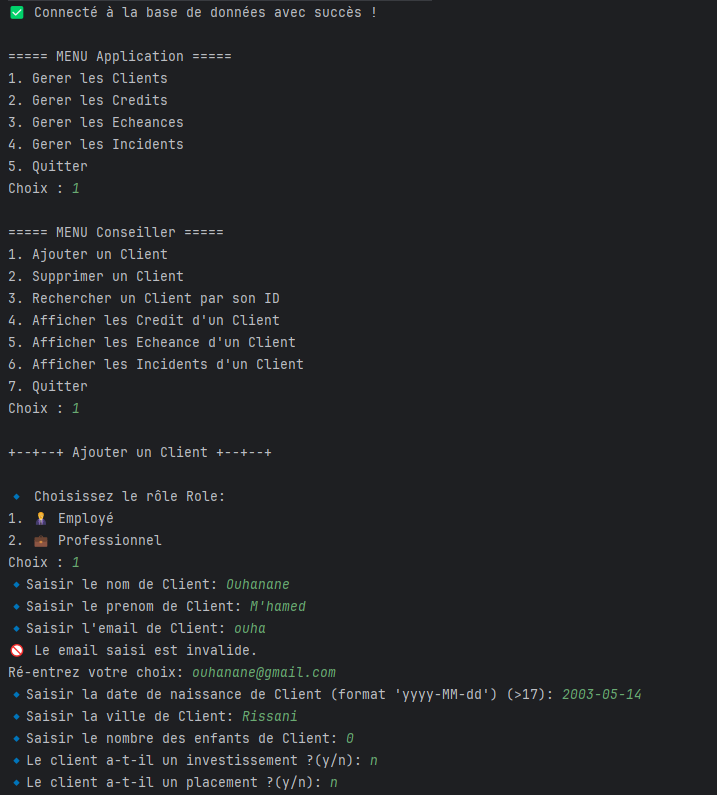 ✅ Connecté à la base de données avec succès !
===== MENU Application =====
1. Gerer les Clients
2. Gerer les Credits
3. Gerer les Echeances
4. Gerer les Incidents
5. Quitter
Choix : 1
===== MENU Conseiller =====
1. Ajouter un Client
2. Supprimer un Client
3. Rechercher un Client par son ID
4. Afficher les Credit d'un Client
5. Afficher les Echeance d'un Client
6. Afficher les Incidents d'un Client
7. Quitter
Choix : 1
+--+--+ Ajouter un Client +--+--+
🔹 Choisissez le rôle Role:
1. 👨‍💼 Employé
2. 💼 Professionnel
Choix : 1
🔹Saisir le nom de Client: Ouhanane
🔹Saisir le prenom de Client: M'hamed
🔹Saisir l'email de Client: ouha
🚫 Le email saisi est invalide.
Ré-entrez votre choix: ouhanane@gmail.com
🔹Saisir la date de naissance de Client (format 'yyyy-MM-dd') (>17): 2003-05-14
🔹Saisir la ville de Client: Rissani
🔹Saisir le nombre des enfants de Client: 0
🔹Le client a-t-il un investissement ?(y/n): n
🔹Le client a-t-il un placement ?(y/n): n